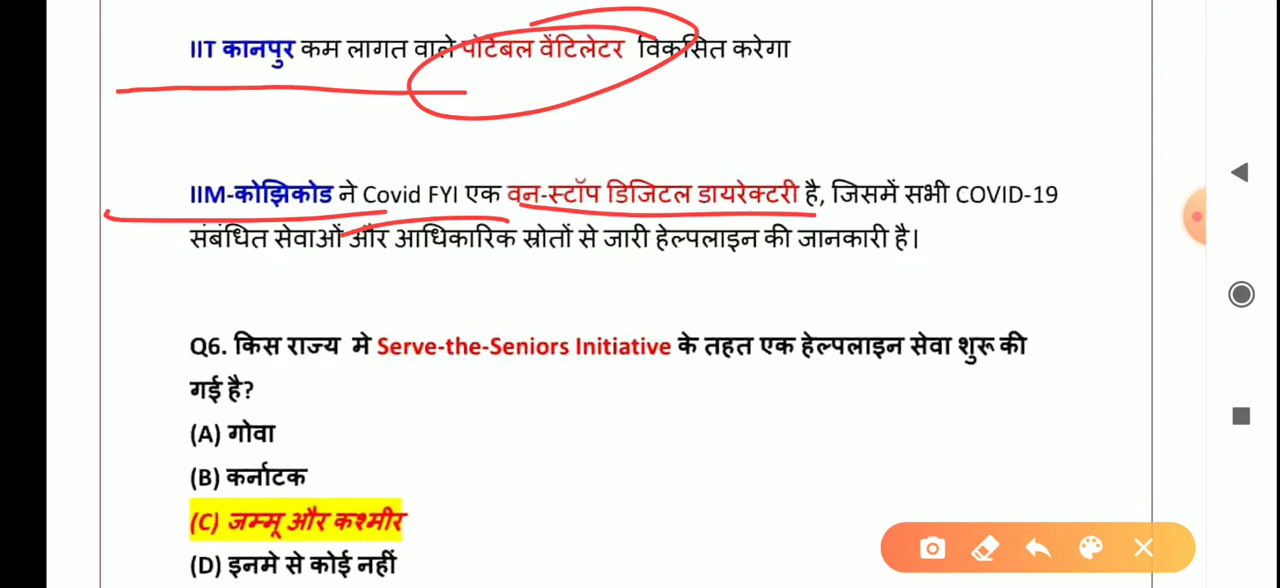 IIT कानपुर कम लागत वाले पोर्टेबल वेंटिलेटर विकसित करेगा
IIM-कोझिकोड ने Covid FYI एक वन-स्टॉप डिजिटल डायरेक्टरी है, जिसमें सभी COVID-19
संबंधित सेवाओं और आधिकारिक स्रोतों से जारी हेल्पलाइन की जानकारी है।
Q6. किस राज्य मे Serve-the-Seniors Initiative के तहत एक हेल्पलाइन सेवा शुरू की
गई है?
(A) गोवा
(B) कर्नाटक
(C) जम्मू और कश्मीर
(D) इनमे से कोई नहीं